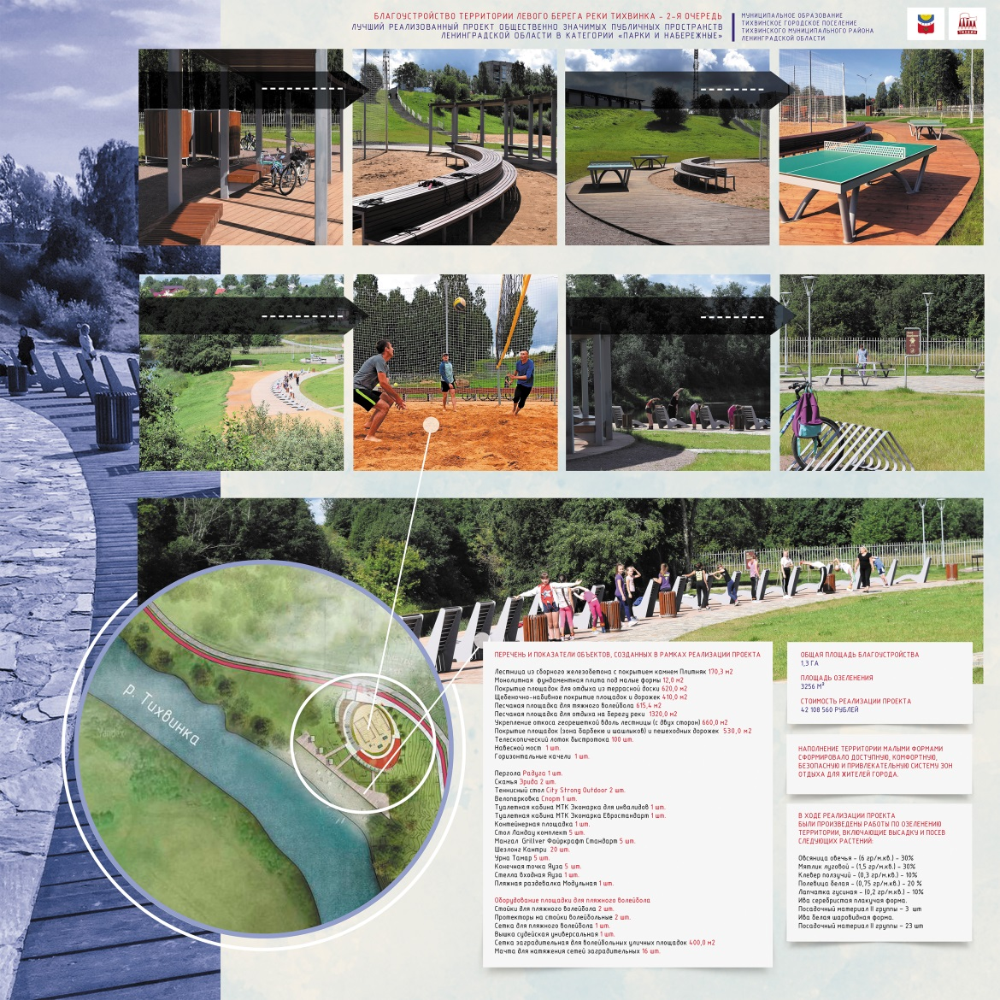 БЛАГОУСТРОЙСТВО ТЕРРИТОРИИ ЛЕВОГО БЕРЕГА РЕКИ ТИХВИНКА - 2-Я ОЧЕРЕДЬ
ЛУЧШИЙ РЕАЛИЗОВАННЫЙ ПРОЕКТ ОБЩЕСТВЕННО ЗНАЧИМЫХ ПУБЛИЧНЫХ ПРОСТРАНСТВ
ЛЕНИНГРАДСКОЙ ОБЛАСТИ В КАТЕГОРИИ «ПАРКИ И НАБЕРЕЖНЫЕ»
МУНИЦИПАЛЬНОЕ ОБРАЗОВАНИЕ
ТИХВИНСКОЕ ГОРОДСКОЕ ПОСЕЛЕНИЕ
ТИХВИНСКОГО МУНИЦИПАЛЬНОГО РАЙОНА
ЛЕНИНГРАДСКОЙ ОБЛАСТИ
ТИХВИН
р. Тихвинка
ПЕРЕЧЕНЬ И ПОКАЗАТЕЛИ ОБЪЕКТОВ, СОЗДАННЫХ В РАМКАХ РЕАЛИЗАЦИИ ПРОЕКТА
Лестница из сборного железобетона с покрытием камнем Плитняк 170,3 м2
Монолитная фундаментная плита под малые формы 12,0 м2
Покрытие площадок для отдыха из террасной доски 620,0 м2
Щебеночно-набивное покрытие площадок и дорожек 410,0 м2
Песчаная площадка для пяжного волейбола 615,4 м2
Песчаная площадка для отдыха на берегу реки 1320,0 м2
Укрепление откоса георешеткой вдоль лестницы (с двух сторон) 660,0 м2
Покрытие площадок (зона барбекю и шашлыков) и пешеходных дорожек 530,0 м2
Телескопический лоток быстротока 100 шт.
Навесной мост 1 шт.
Горизонтальные качели 1 шт.
Пергола Радуга 1 шт.
Скамья Эрида 2 шт.
Теннисный стол City Strong Outdoor 2 шт.
Велопарковка Спорт 1 шт.
Туалетная кабина МТК Экомарка для инвалидов 1 шт.
Туалетная кабина МТК Экомарка Евростандарт 1 шт.
Контейнерная площадка 1 шт.
Стол Ландау комплект 5 шт.
Мангал Grillver Файркрафт Стандарт 5 шт.
Шезлонг Кантри 20 шт.
Урна Тамар 5 шт.
Конечная точка Яуза 5 шт.
Стелла входная Яуза 1 шт.
Пляжная раздевалка Модульная 1 шт.
Оборудование площадки для пляжного волейбола
Стойки для пляжного волейбола 2 шт.
Протекторы на стойки волейбольные 2 шт.
Сетка для пляжного волейбола 1 шт.
Вышка судейская универсальная 1 шт.
Сетка заградительная для волейбольных уличных площадок 400,0 м2
Мачта для натяжения сетей заградительных 16 шт.
ОБЩАЯ ПЛОЩАДЬ БЛАГОУСТРОЙСТВА
1,3 ГА
ПЛОЩАДЬ ОЗЕЛЕНЕНИЯ
3256 М²
СТОИМОСТЬ РЕАЛИЗАЦИИ ПРОЕКТА
42 108 560 РУБЛЕЙ
НАПОЛНЕНИЕ ТЕРРИТОРИИ МАЛЫМИ ФОРМАМИ
СФОРМИРОВАЛО ДОСТУПНУЮ, КОМФОРТНУЮ,
БЕЗОПАСНУЮ И ПРИВЛЕКАТЕЛЬНУЮ СИСТЕМУ ЗОН
ОТДЫХА ДЛЯ ЖИТЕЛЕЙ ГОРОДА.
В ХОДЕ РЕАЛИЗАЦИИ ПРОЕКТА
БЫЛИ ПРОИЗВЕДЕНЫ РАБОТЫ ПО ОЗЕЛЕНЕНИЮ
ТЕРРИТОРИИ, ВКЛЮЧАЮЩИЕ ВЫСАДКУ И ПОСЕВ
СЛЕДУЮЩИХ РАСТЕНИЙ:
Овсяница овечья - (6 гр/м.кв.) - 30%
Мятлик луговой - (1,5 гр/м.кв.) - 30%
Клевер ползучий - (0,3 гр/м.кв.) - 10%
Полевица белая - (0,75 гр/м.кв.) - 20 %
Лапчатка гусиная - (0,2 гр/м.кв.) - 10%
Ива серебристая плакучая форма.
Посадочный материал II группы - 3 шт
Ива белая шаровидная форма.
Посадочный материал II группы - 23 шт